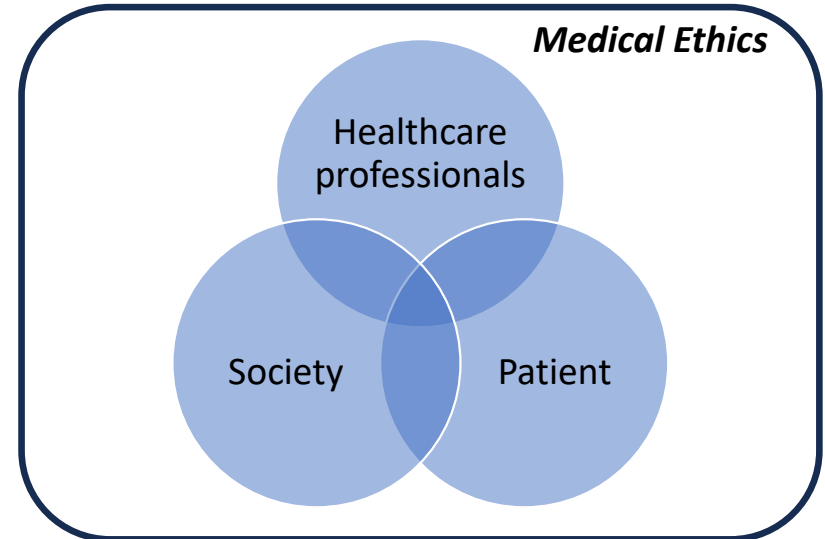 Medical Ethics
Healthcare
professionals
Society
Patient